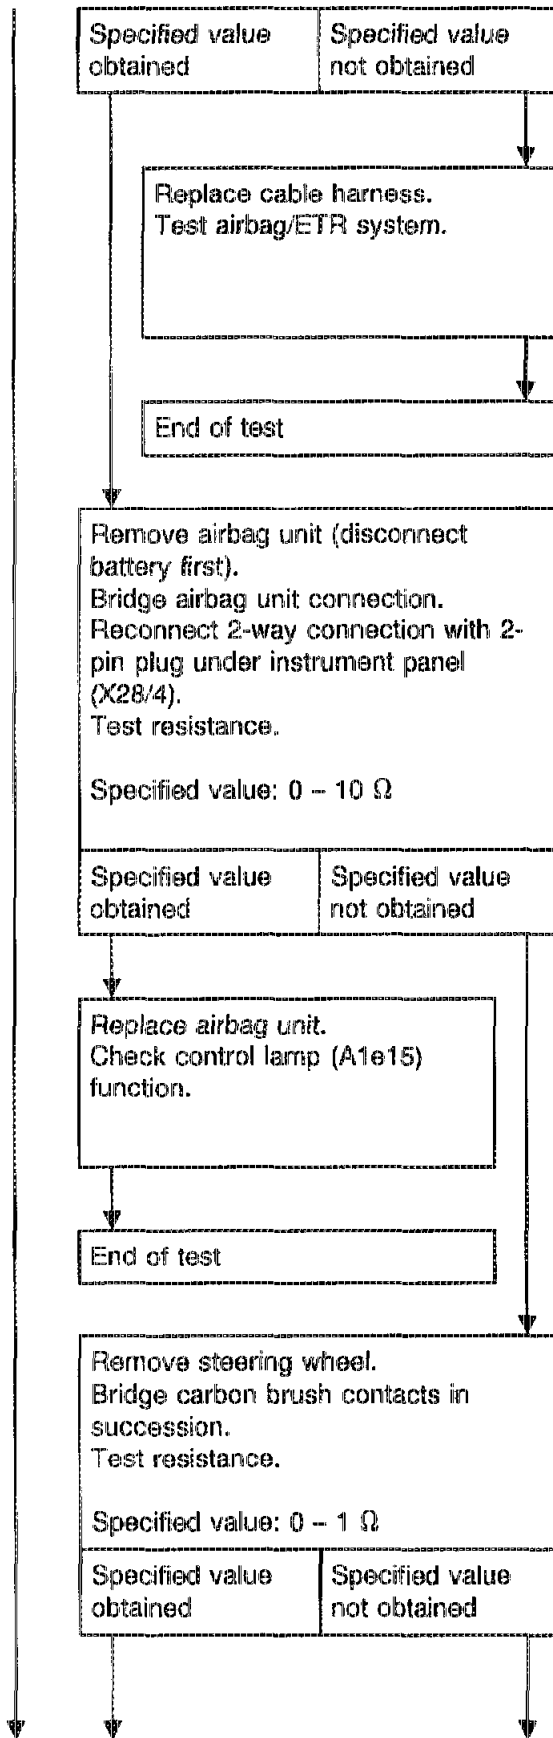 Specified value
obtained
Specified value
not obtained
Replace cable harness.
Test airbag/ETR system.
End of test
Remove airbag unit (disconnect
battery first).
Bridge airbag unit connection.
Reconnect 2-way connection with 2-
pin plug under instrument panel
(X28/4).
Test resistance.
Specified value: 0 – 10 Ω
Specified value
obtained
Specified value
not obtained
Replace airbag unit.
Check control lamp (A1e15)
function.
End of test
Remove steering wheel.
Bridge carbon brush contacts in
succession.
Test resistance.
Specified value: 0 – 1 Ω
Specified value
obtained
Specified value
not obtained